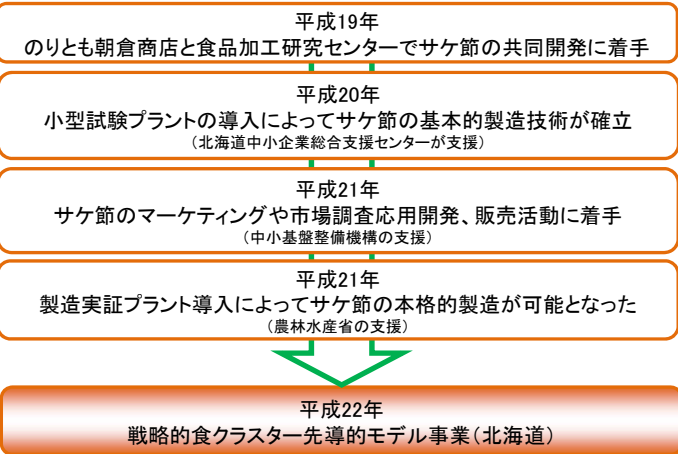 平成19年
のりとも朝倉商店と食品加工研究センターでサケ節の共同開発に着手
平成20年
小型試験プラントの導入によってサケ節の基本的製造技術が確立
（北海道中小企業総合支援センターが支援）
平成21年
サケ節のマーケティングや市場調査応用開発、販売活動に着手
（中小基盤整備機構の支援）
平成21年
製造実証プラント導入によってサケ節の本格的製造が可能となった
（農林水産省の支援）
平成22年
戦略的食クラスター先導的モデル事業（北海道）